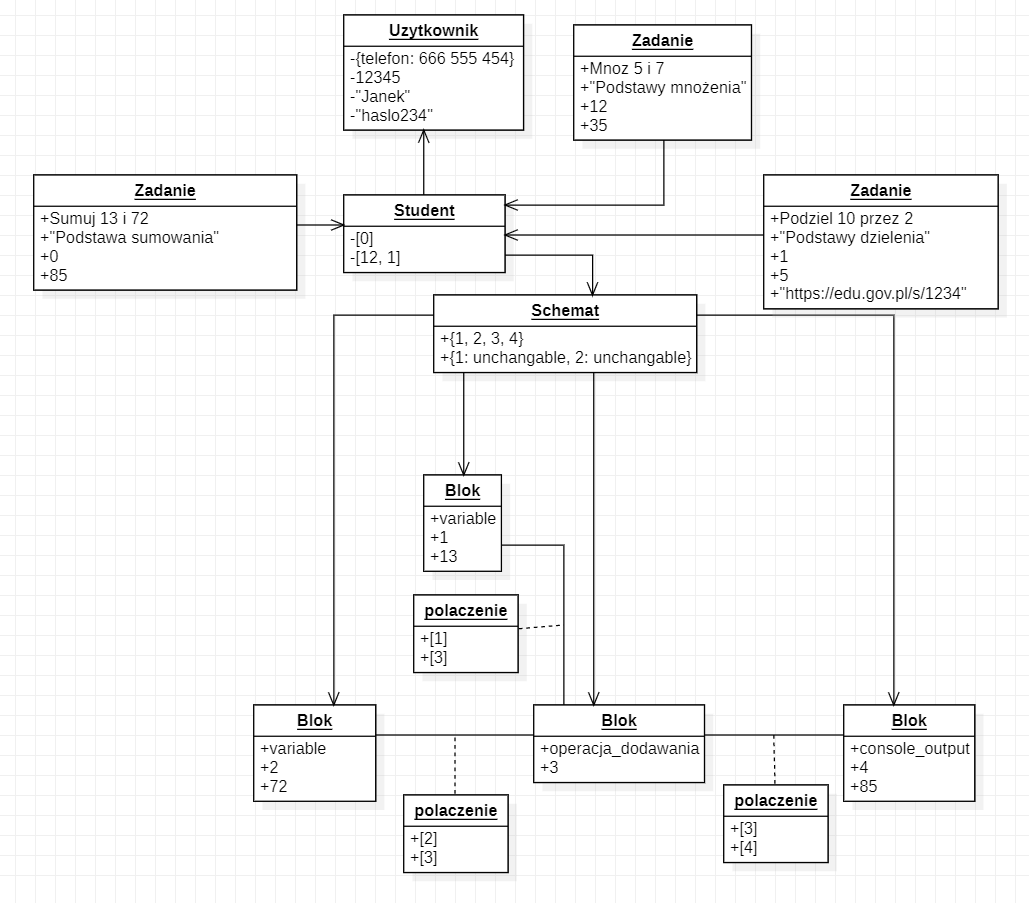 Uzytkownik
-{telefon: 666 555 454}
-12345
-"Janek"
-"haslo234"
Zadanie
+Mnoz 5 i 7
+"Podstawy mnożenia"
+12
+35
Zadanie
+Sumuj 13 i 72
+"Podstawa sumowania"
+0
+85
Student
-[0]
-[12, 1]
Zadanie
+Podziel 10 przez 2
+"Podstawy dzielenia"
+1
+5
+"https://edu.gov.pl/s/1234"
Schemat
+{1, 2, 3, 4}
+{1: unchangable, 2: unchangable}
Blok
+variable
+1
+13
polaczenie
+[1]
+[3]
Blok
+variable
+2
+72
Blok
+operacja_dodawania
+3
Blok
+console_output
+4
+85
polaczenie
+[2]
+[3]
polaczenie
+[3]
+[4]